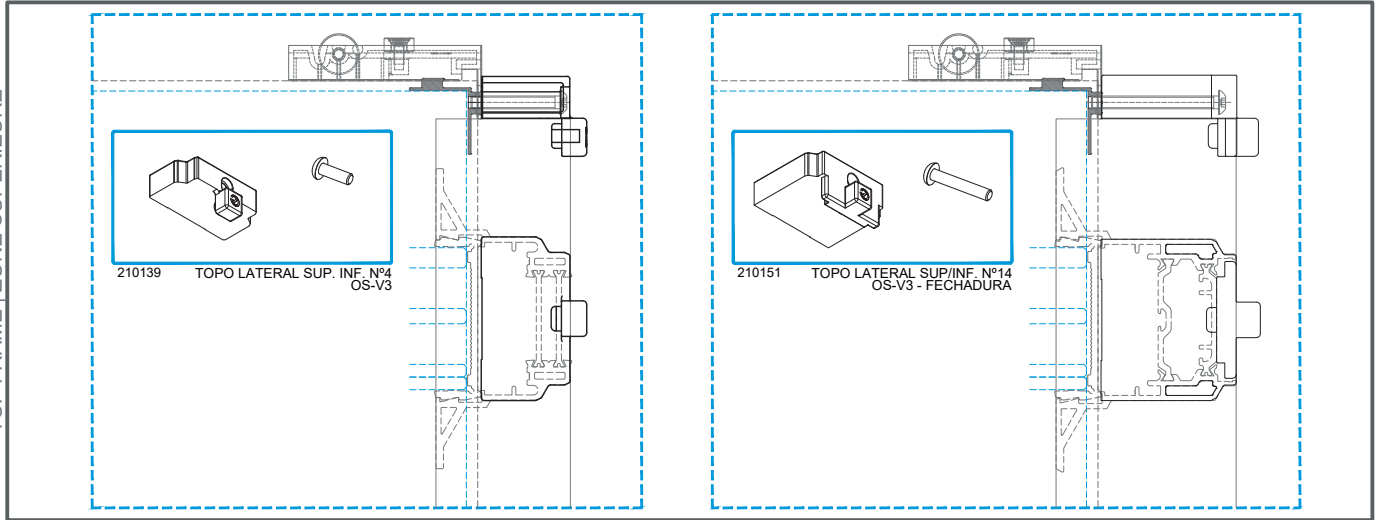 210139 TOPO LATERAL SUP. INF. Nº4
OS-V3
210151 TOPO LATERAL SUP/INF. Nº14
OS-V3 - FECHADURA